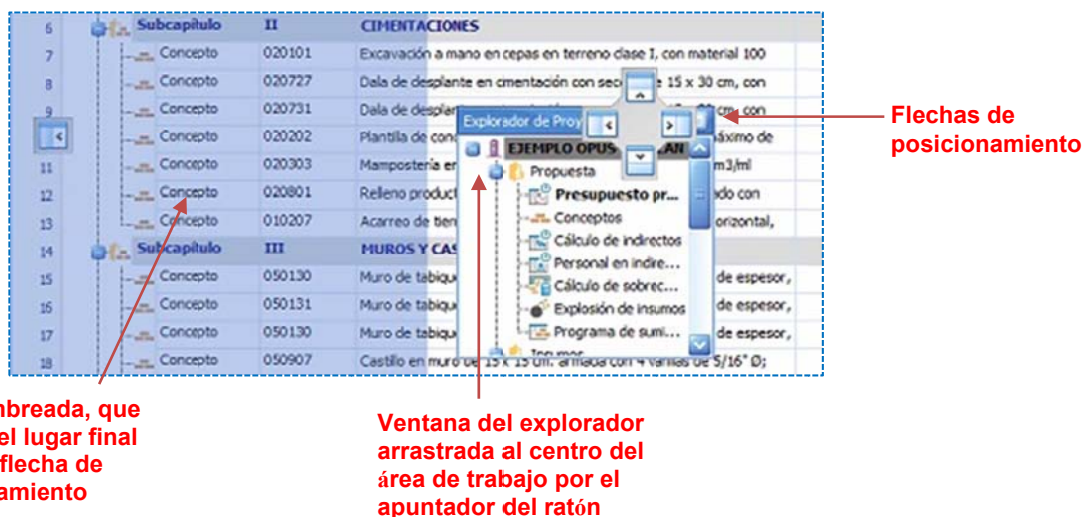 6 Subcapítulo II CIMENTACIONES
7 Concepto 020101 Excavación a mano en cepas en terreno clase I, con material 100
8 Concepto 020727 Dala de desplante en cimentación con sec e 15 x 30 cm, con
9 Concepto 020731 Dala de desplan cm, con
Explorador de Proy
Concepto 020202 Plantilla de con áximo de
EJEMPLO OPUS LAN
11 Concepto 020303 Mampostería en m3/ml
Propuesta
12 Concepto 020801 Relleno product ado con
Presupuesto pr...
Conceptos
13 Concepto 010207 Acarreo de tier orizontal,
Cálculo de indirectos
14 Subcapítulo III MUROS Y CAS
Personal en indire...
15 Concepto 050130 Muro de tabiqu de espesor,
Cálculo de sobrec...
16 Concepto 050131 Muro de tabiqu de espesor,
Explosión de insumos
17 Concepto 050130 Muro de tabiqu de espesor,
Programa de sumi...
Insumos
18 Concepto 050907 Castillo en muro de 15 x 15 cm. armada con 4 varillas de 5/16" Ø;
Flechas de
posicionamiento
mbreada, que
el lugar final
flecha de
amiento
Ventana del explorador
arrastrada al centro del
área de trabajo por el
apuntador del ratón